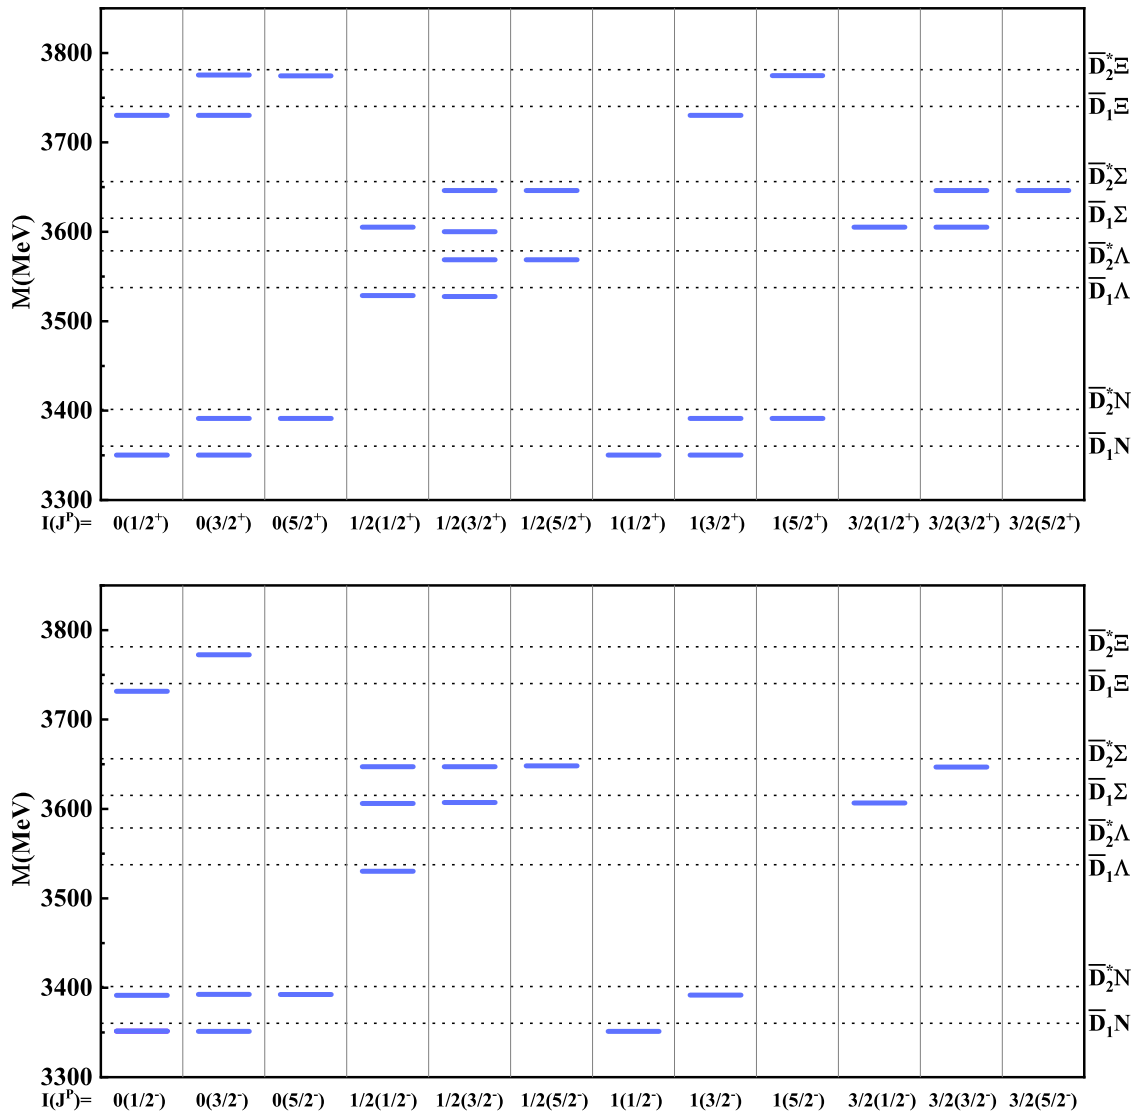 3800
3700
3600
3500
3400
3300
M(MeV)
D̅₂*Ξ
D̅₁Ξ
D̅₂*Σ
D̅₁Σ
D̅₂*Λ
D̅₁Λ
D̅₂*N
D̅₁N
I(Jᴾ)= 0(1/2⁺) 0(3/2⁺) 0(5/2⁺) 1/2(1/2⁺) 1/2(3/2⁺) 1/2(5/2⁺) 1(1/2⁺) 1(3/2⁺) 1(5/2⁺) 3/2(1/2⁺) 3/2(3/2⁺) 3/2(5/2⁺)
3800
3700
3600
3500
3400
3300
M(MeV)
D̅₂*Ξ
D̅₁Ξ
D̅₂*Σ
D̅₁Σ
D̅₂*Λ
D̅₁Λ
D̅₂*N
D̅₁N
I(Jᴾ)= 0(1/2⁻) 0(3/2⁻) 0(5/2⁻) 1/2(1/2⁻) 1/2(3/2⁻) 1/2(5/2⁻) 1(1/2⁻) 1(3/2⁻) 1(5/2⁻) 3/2(1/2⁻) 3/2(3/2⁻) 3/2(5/2⁻)